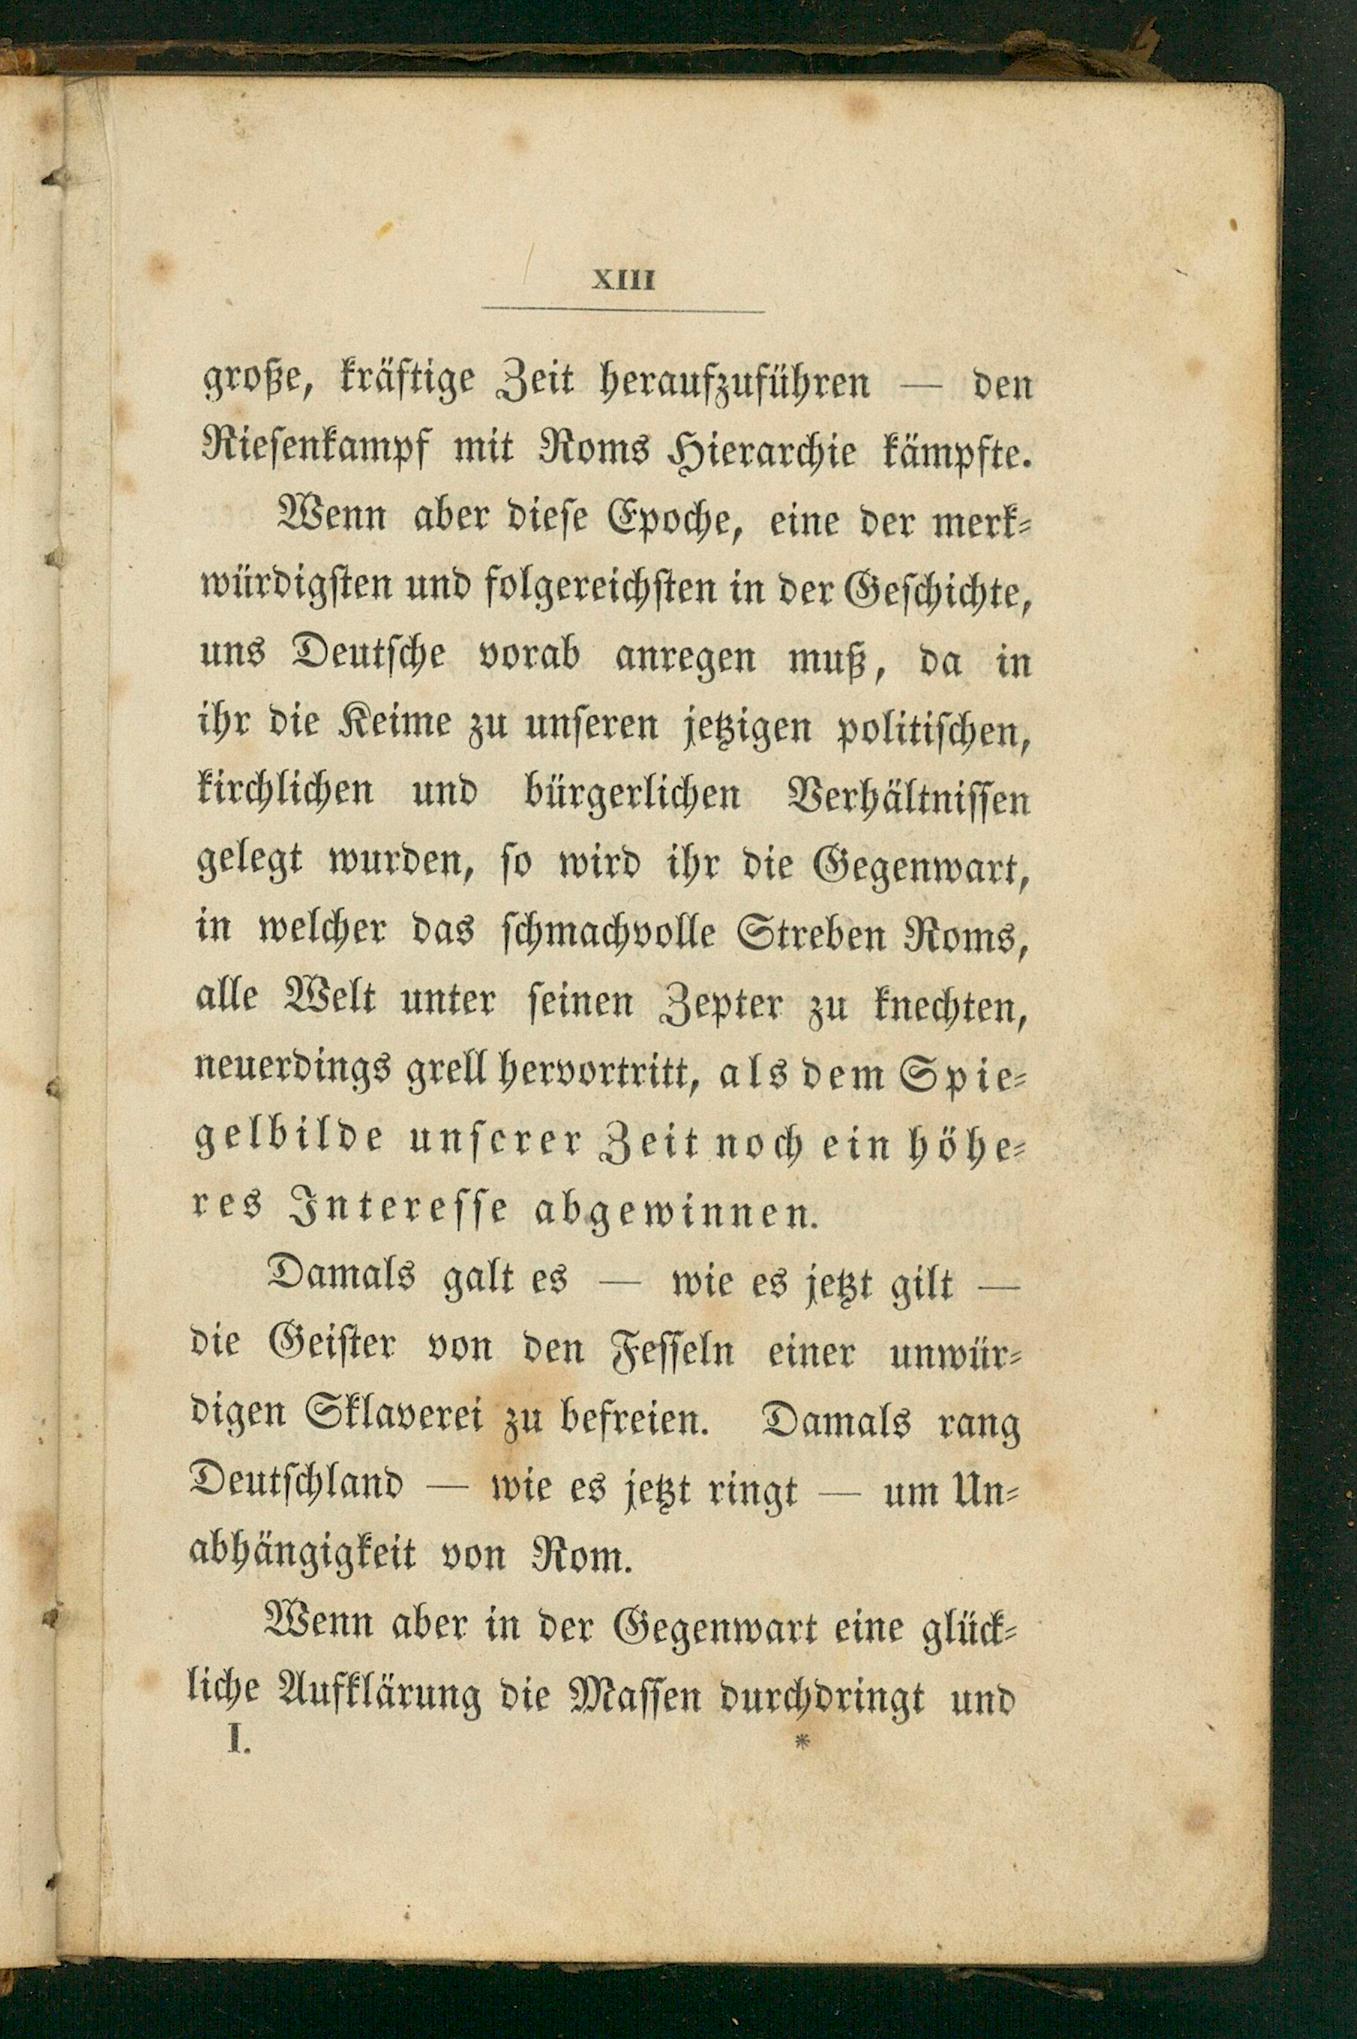 XIII
große, kräftige Zeit heraufzuführen — den
Riesenkampf mit Roms Hierarchie kämpfte.
Wenn aber diese Epoche, eine der merk-
würdigsten und folgereichsten in der Geschichte,
uns Deutsche vorab anregen muß, da in
ihr die Keime zu unseren jetzigen politischen,
kirchlichen und bürgerlichen Verhältnissen
gelegt wurden, so wird ihr die Gegenwart,
in welcher das schmachvolle Streben Roms,
alle Welt unter seinen Zepter zu knechten,
neuerdings grell hervortritt, als dem Spie-
gelbilde unserer Zeit noch ein höhe-
res Interesse abgewinnen.
Damals galt es — wie es jetzt gilt —
die Geister von den Fesseln einer unwür-
digen Sklaverei zu befreien. Damals rang
Deutschland — wie es jetzt ringt — um Un-
abhängigkeit von Rom.
Wenn aber in der Gegenwart eine glück-
liche Aufklärung die Massen durchdringt und
I. *